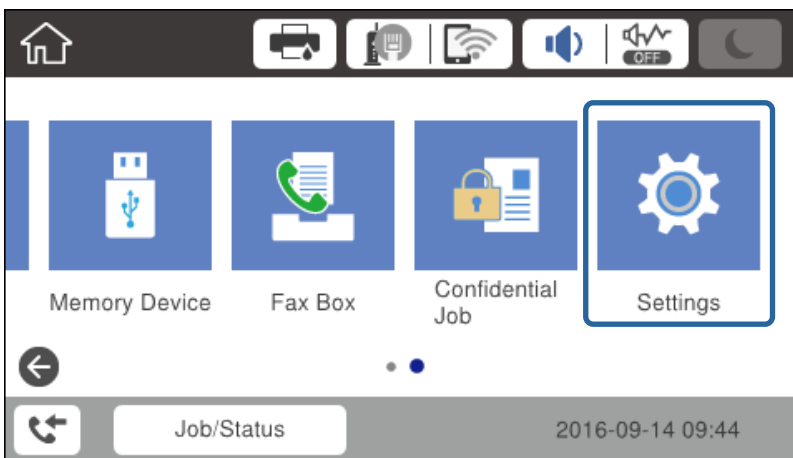 OFF
Memory Device
Fax Box
Confidential
Job
Settings
Job/Status
2016-09-14 09:44